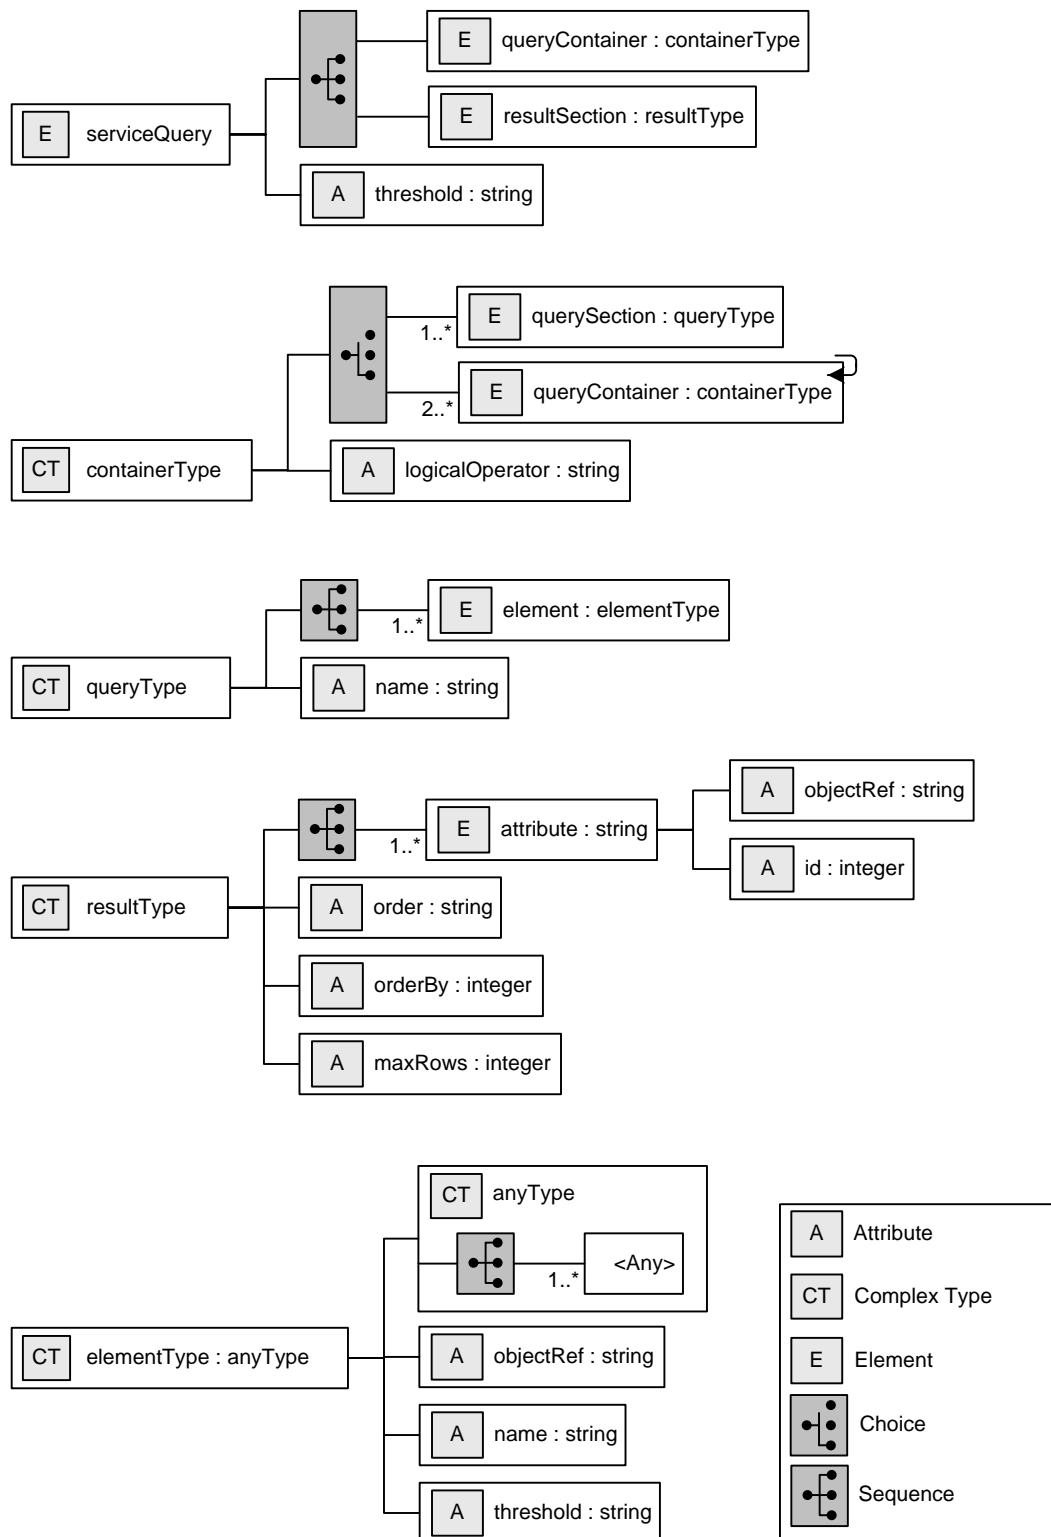 E queryContainer : containerType
E resultSection : resultType
E serviceQuery
A threshold : string
E querySection : queryType
1..*
E queryContainer : containerType
2..*
CT containerType
A logicalOperator : string
E element : elementType
1..*
CT queryType
A name : string
A objectRef : string
E attribute : string
1..*
A id : integer
CT resultType
A order : string
A orderBy : integer
A maxRows : integer
CT anyType
<Any>
1..*
CT elementType : anyType
A objectRef : string
A name : string
A threshold : string
A Attribute
CT Complex Type
E Element
Choice
Sequence